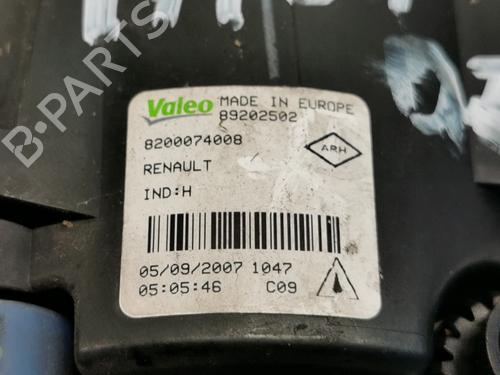 B-PARTS
Valeo MADE IN EUROPE
89202502
8200074008
ARH
RENAULT
IND:H
05/09/2007 1047
05:05:46 C09